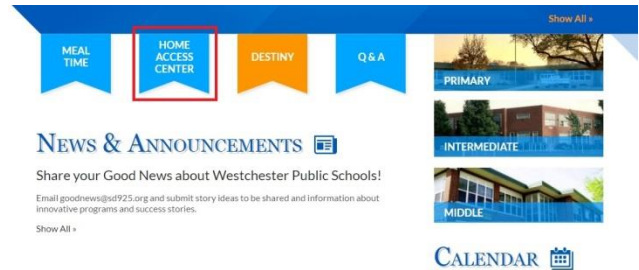 Show All »
MEAL
TIME
HOME
ACCESS
CENTER
DESTINY
Q & A
PRIMARY
INTERMEDIATE
MIDDLE
NEWS & ANNOUNCEMENTS
Share your Good News about Westchester Public Schools!
Email goodnews@sd925.org and submit story ideas to be shared and information about
innovative programs and success stories.
Show All »
CALENDAR